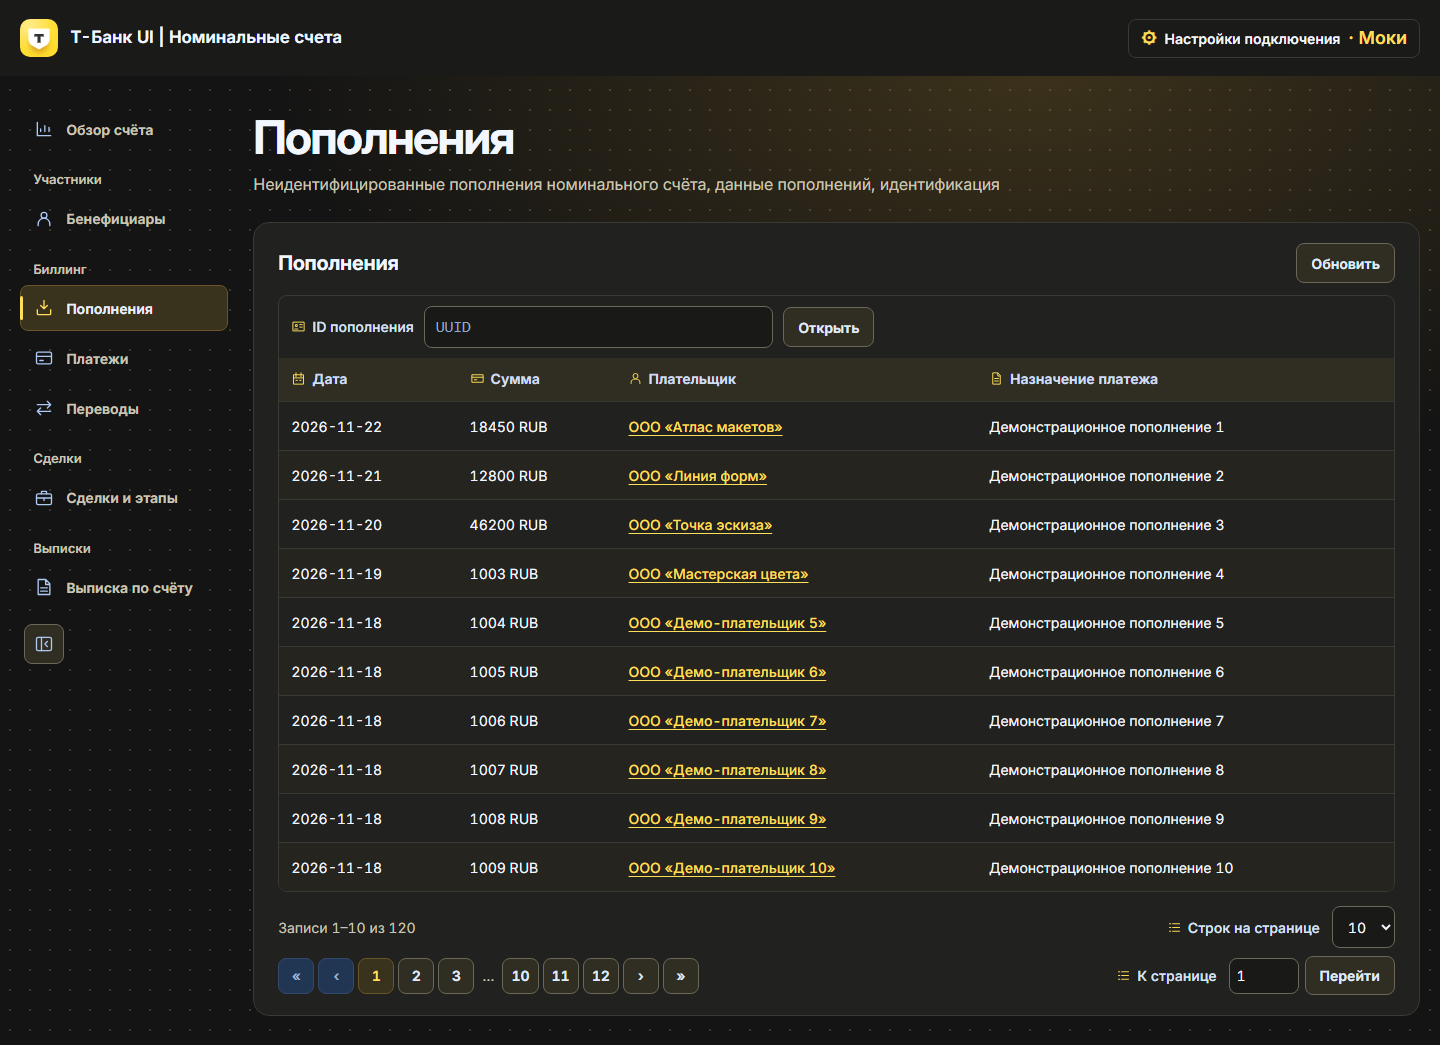 Т-Банк UI | Номинальные счета
Настройки подключения · Моки
Обзор счёта
Участники
Бенефициары
Биллинг
Пополнения
Платежи
Переводы
Сделки
Сделки и этапы
Выписки
Выписка по счёту
Пополнения
Неидентифицированные пополнения номинального счёта, данные пополнений, идентификация
Пополнения
Обновить
ID пополнения UUID Открыть
Дата Сумма Плательщик Назначение платежа
2026-11-22 18450 RUB ООО «Атлас макетов» Демонстрационное пополнение 1
2026-11-21 12800 RUB ООО «Линия форм» Демонстрационное пополнение 2
2026-11-20 46200 RUB ООО «Точка эскиза» Демонстрационное пополнение 3
2026-11-19 1003 RUB ООО «Мастерская цвета» Демонстрационное пополнение 4
2026-11-18 1004 RUB ООО «Демо-плательщик 5» Демонстрационное пополнение 5
2026-11-18 1005 RUB ООО «Демо-плательщик 6» Демонстрационное пополнение 6
2026-11-18 1006 RUB ООО «Демо-плательщик 7» Демонстрационное пополнение 7
2026-11-18 1007 RUB ООО «Демо-плательщик 8» Демонстрационное пополнение 8
2026-11-18 1008 RUB ООО «Демо-плательщик 9» Демонстрационное пополнение 9
2026-11-18 1009 RUB ООО «Демо-плательщик 10» Демонстрационное пополнение 10
Записи 1–10 из 120
Строк на странице 10
« ‹ 1 2 3 ... 10 11 12 › »
К странице 1 Перейти